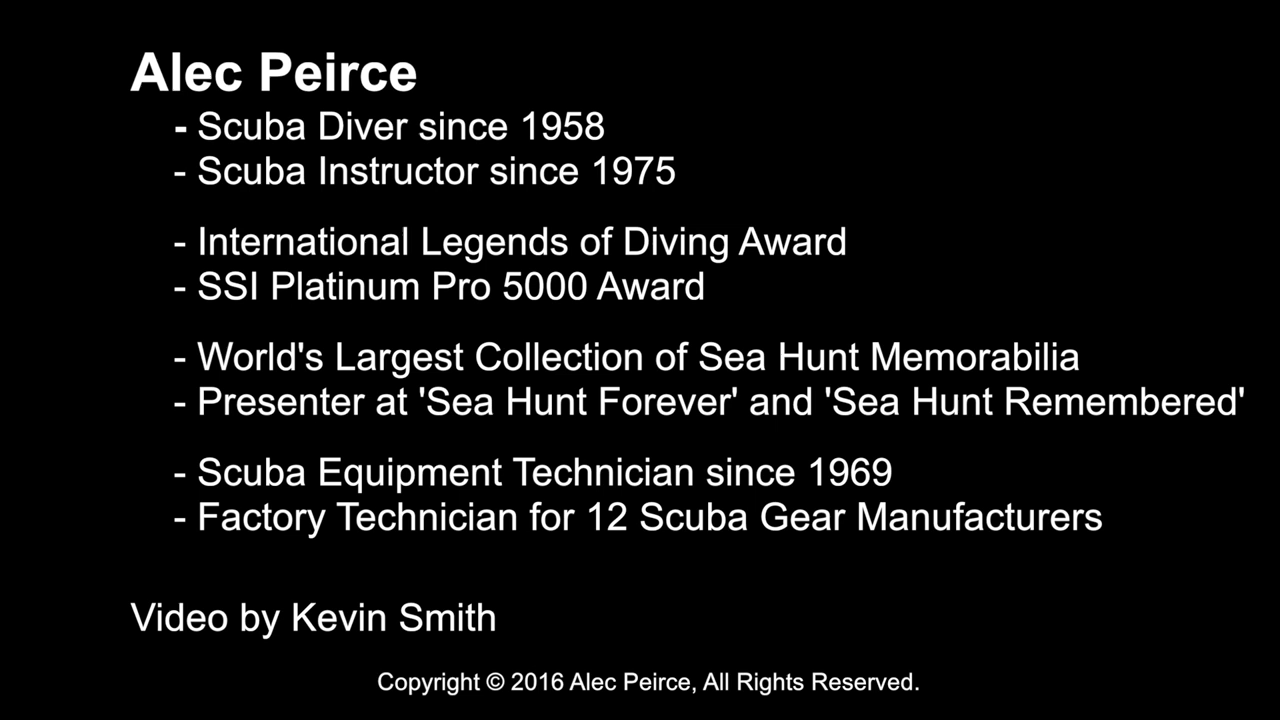 Alec Peirce
- Scuba Diver since 1958
- Scuba Instructor since 1975
- International Legends of Diving Award
- SSI Platinum Pro 5000 Award
- World's Largest Collection of Sea Hunt Memorabilia
- Presenter at 'Sea Hunt Forever' and 'Sea Hunt Remembered'
- Scuba Equipment Technician since 1969
- Factory Technician for 12 Scuba Gear Manufacturers
Video by Kevin Smith
Copyright © 2016 Alec Peirce, All Rights Reserved.